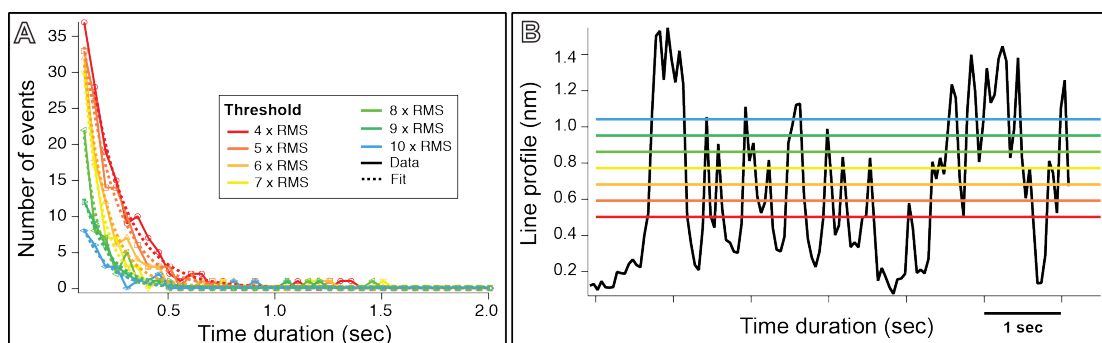 A
Number of events
35
30
25
20
15
10
5
0
0.5
1.0
1.5
2.0
Time duration (sec)
Threshold
4 x RMS
5 x RMS
6 x RMS
7 x RMS
8 x RMS
9 x RMS
10 x RMS
Data
Fit
B
Line profile (nm)
1.4
1.2
1.0
0.8
0.6
0.4
0.2
Time duration (sec)
1 sec